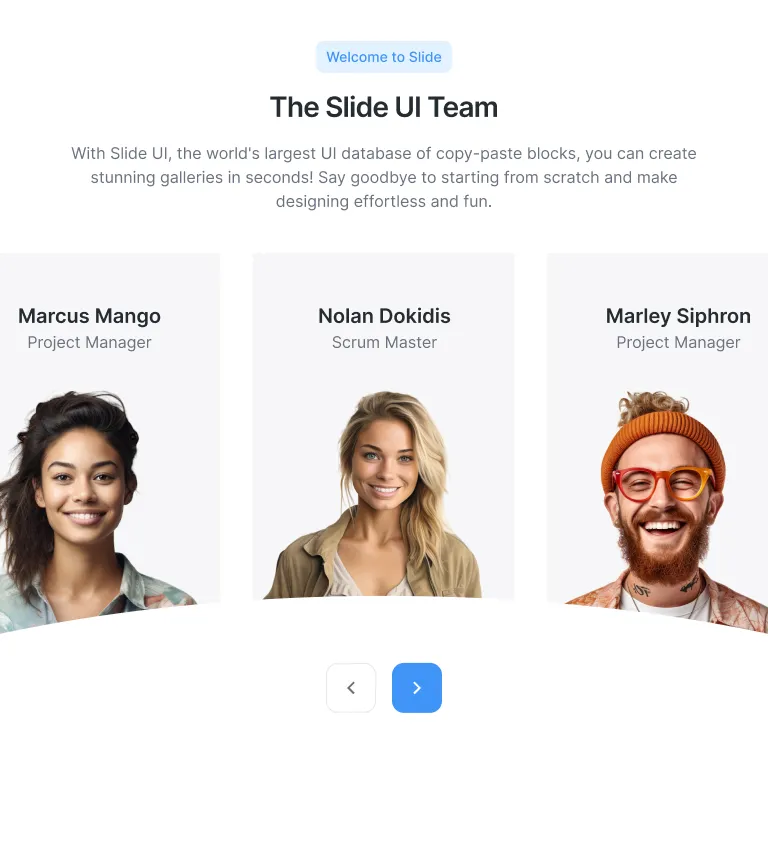 Welcome to Slide
The Slide UI Team
With Slide UI, the world's largest UI database of copy-paste blocks, you can create
stunning galleries in seconds! Say goodbye to starting from scratch and make
designing effortless and fun.
Marcus Mango
Project Manager
Nolan Dokidis
Scrum Master
Marley Siphron
Project Manager